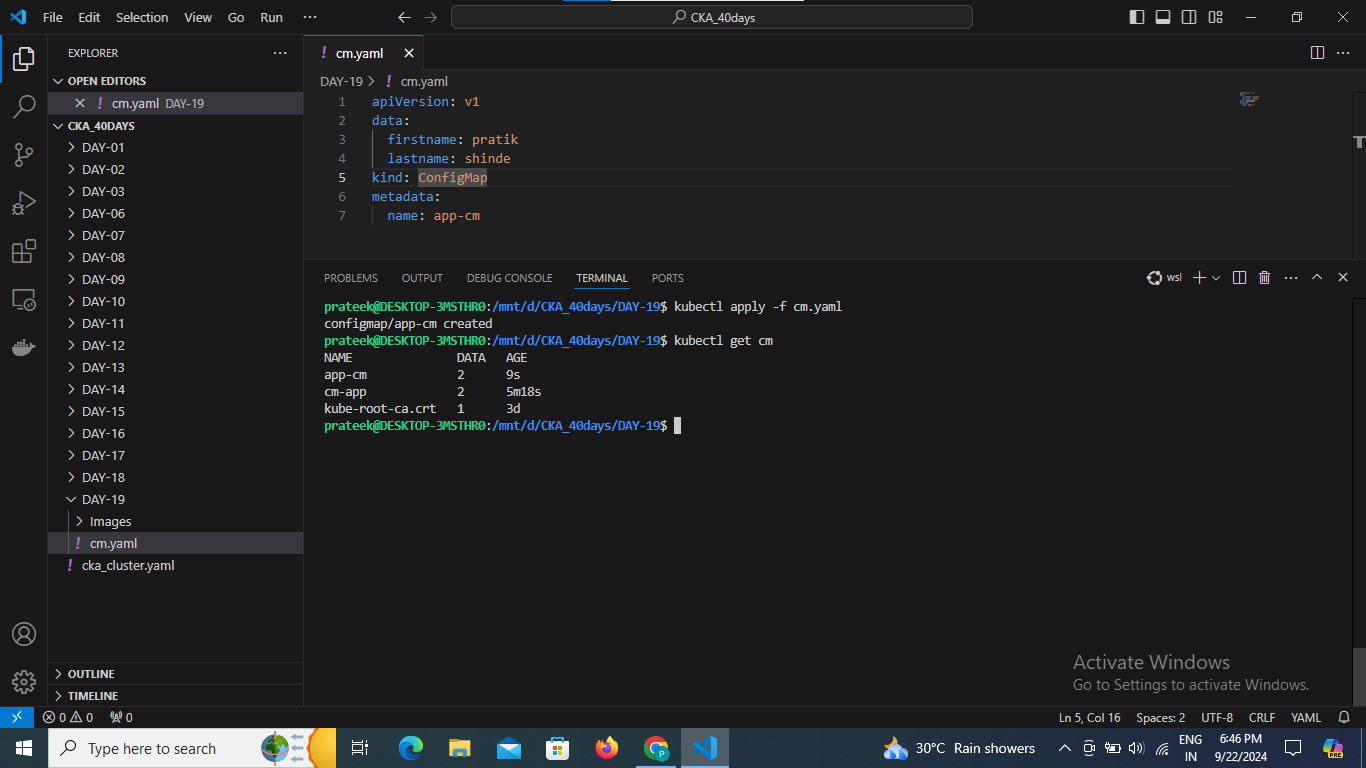 File Edit Selection View Go Run ··· CKA_40days
EXPLORER ···
OPEN EDITORS
cm.yaml DAY-19
CKA_40DAYS
DAY-01
DAY-02
DAY-03
DAY-06
DAY-07
DAY-08
DAY-09
DAY-10
DAY-11
DAY-12
DAY-13
DAY-14
DAY-15
DAY-16
DAY-17
DAY-18
DAY-19
Images
! cm.yaml
! cka_cluster.yaml
OUTLINE
TIMELINE
! cm.yaml
DAY-19 > ! cm.yaml
1 apiVersion: v1
2 data:
3 firstname: pratik
4 lastname: shinde
5 kind: ConfigMap
6 metadata:
7 name: app-cm
PROBLEMS OUTPUT DEBUG CONSOLE TERMINAL PORTS wsl
prateek@DESKTOP-3MSTHR0:/mnt/d/CKA_40days/DAY-19$ kubectl apply -f cm.yaml
configmap/app-cm created
prateek@DESKTOP-3MSTHR0:/mnt/d/CKA_40days/DAY-19$ kubectl get cm
NAME DATA AGE
app-cm 2 9s
cm-app 2 5m18s
kube-root-ca.crt 1 3d
prateek@DESKTOP-3MSTHR0:/mnt/d/CKA_40days/DAY-19$
Activate Windows
Go to Settings to activate Windows.
0 0 0 Ln 5, Col 16 Spaces: 2 UTF-8 CRLF YAML
Type here to search 30°C Rain showers ENG 6:46 PM
IN 9/22/2024
PRE